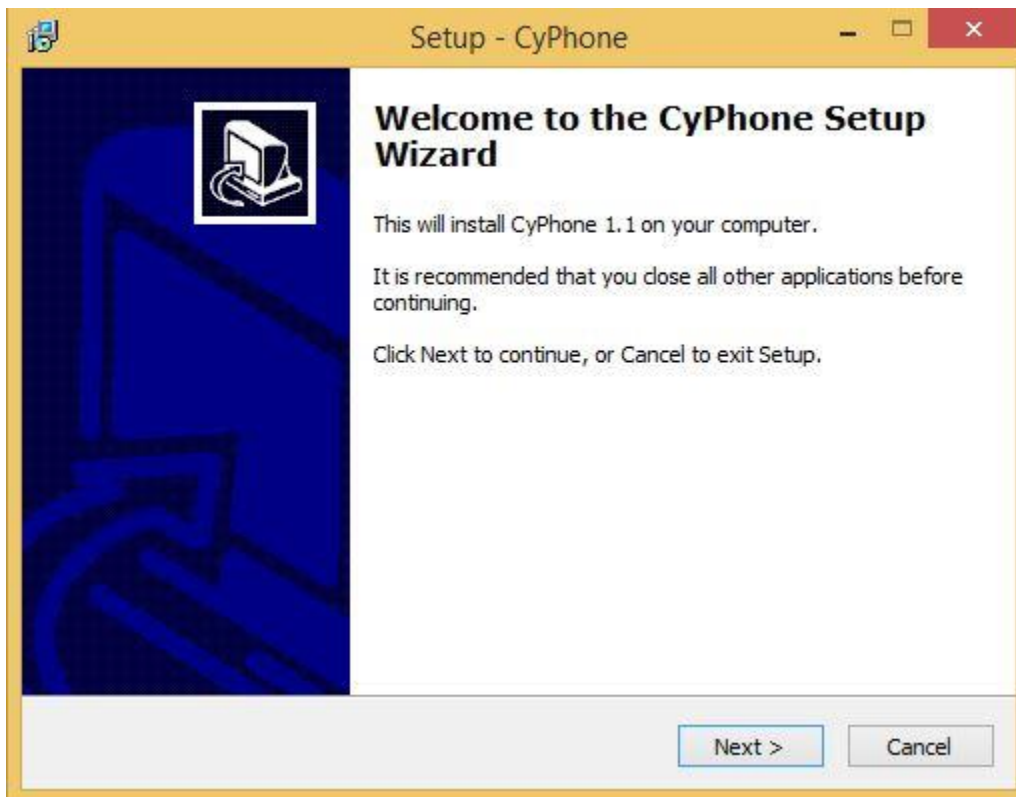 Setup - CyPhone
Welcome to the CyPhone Setup
Wizard
This will install CyPhone 1.1 on your computer.
It is recommended that you close all other applications before
continuing.
Click Next to continue, or Cancel to exit Setup.
Next >
Cancel